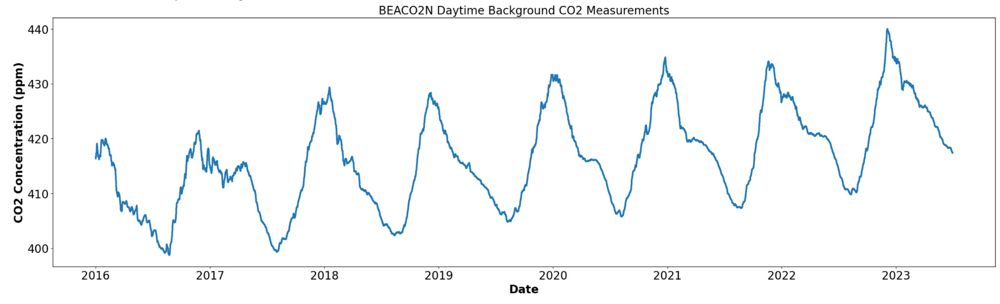 BEACO2N Daytime Background CO2 Measurements
CO2 Concentration (ppm)
440
430
420
410
400
2016 2017 2018 2019 2020 2021 2022 2023
Date